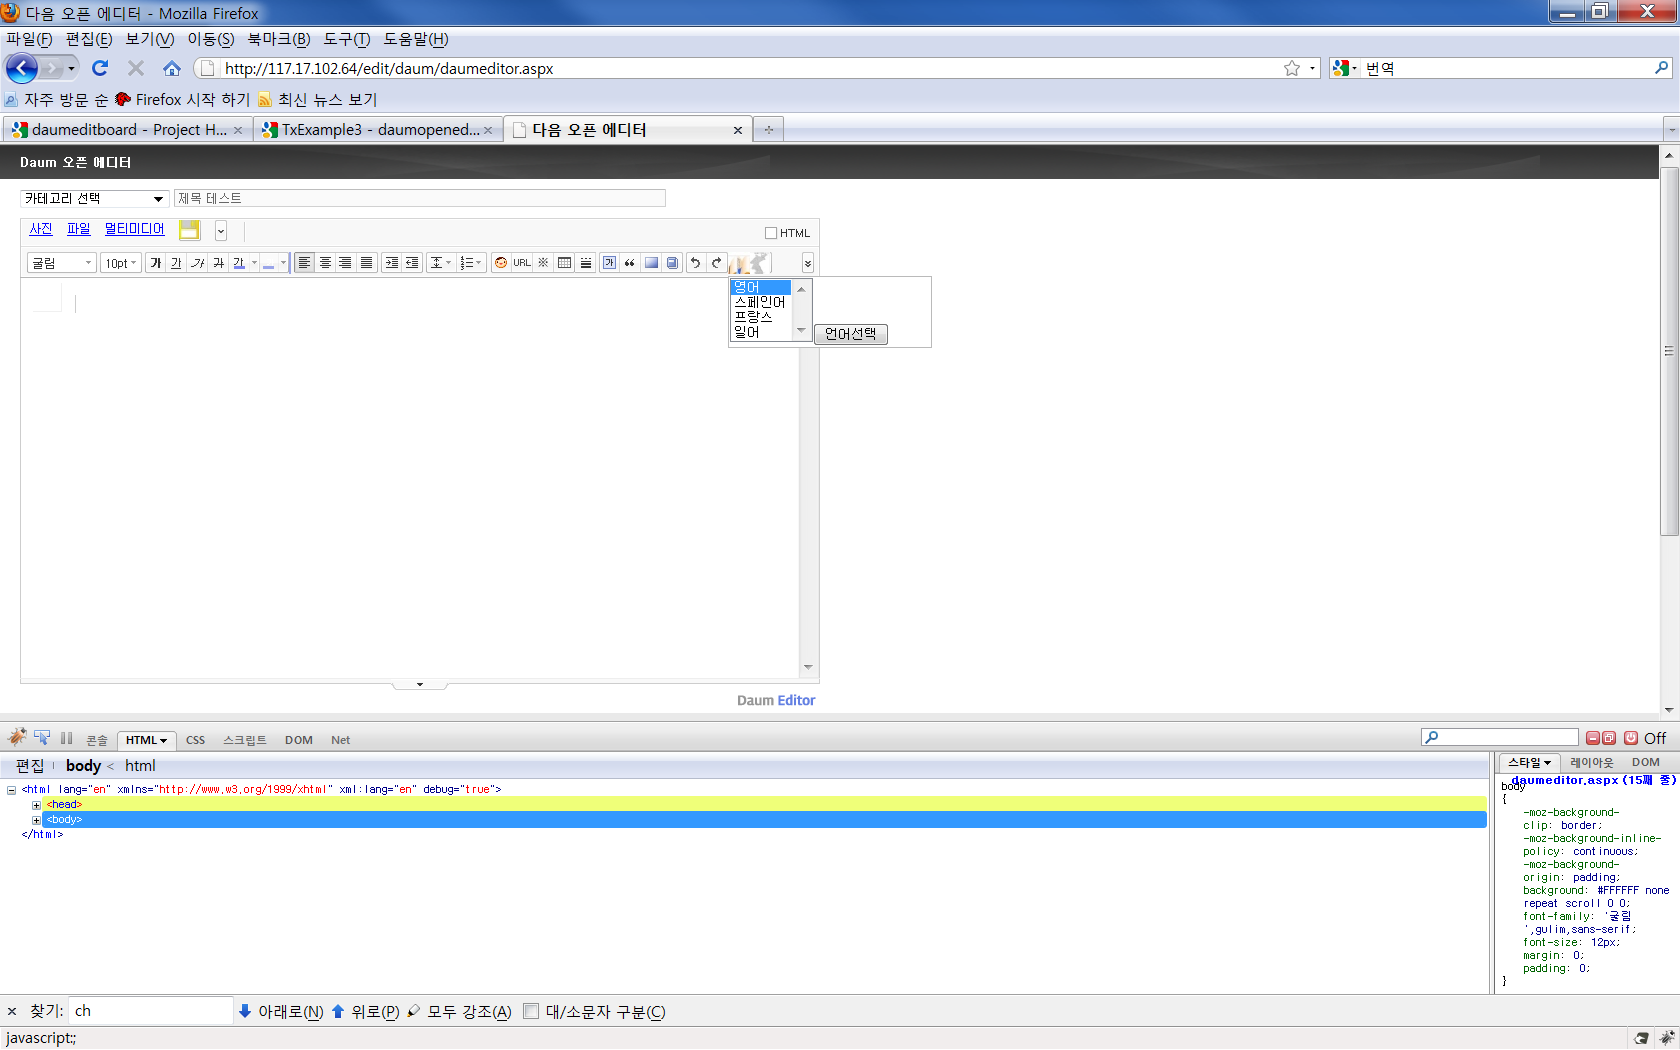 다음 오픈 에디터 - Mozilla Firefox
파일(F) 편집(E) 보기(V) 이동(S) 북마크(B) 도구(T) 도움말(H)
http://117.17.102.64/edit/daum/daumeditor.aspx
번역
자주 방문 순 Firefox 시작 하기 최신 뉴스 보기
daumeditboard - Project H... TxExample3 - daumopened... 다음 오픈 에디터
Daum 오픈 에디터
카테고리 선택 제목 테스트
사진 파일 멀티미디어 HTML
굴림 10pt 가 가 가 가 가 URL 가
영어
스페인어
프랑스
일어
언어선택
Daum Editor
콘솔 HTML CSS 스크립트 DOM Net Off
편집 body < html
스타일 레이아웃 DOM
<html lang="en" xmlns="http://www.w3.org/1999/xhtml" xml:lang="en" debug="true">
<head>
<body>
</html>
daumeditor.aspx (15째 줄)
body
{
-moz-background-
clip: border;
-moz-background-inline-
policy: continuous;
-moz-background-
origin: padding;
background: #FFFFFF none
repeat scroll 0 0;
font-family: '굴림
',gulim,sans-serif;
font-size: 12px;
margin: 0;
padding: 0;
}
찾기: ch 아래로(N) 위로(P) 모두 강조(A) 대/소문자 구분(C)
javascript:;